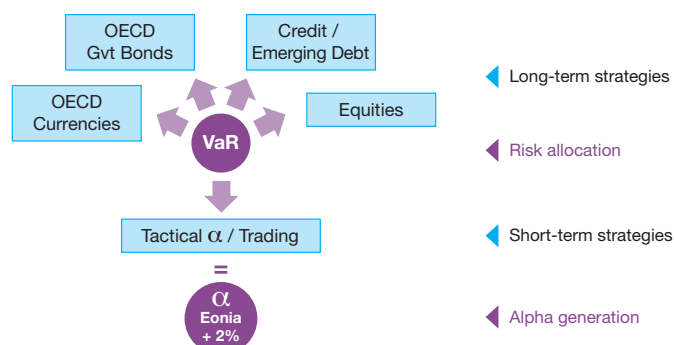 OECD
Gvt Bonds
Credit /
Emerging Debt
Long-term strategies
OECD
Currencies
Equities
VaR
Risk allocation
Tactical α / Trading
Short-term strategies
=
α
Eonia
+ 2%
Alpha generation